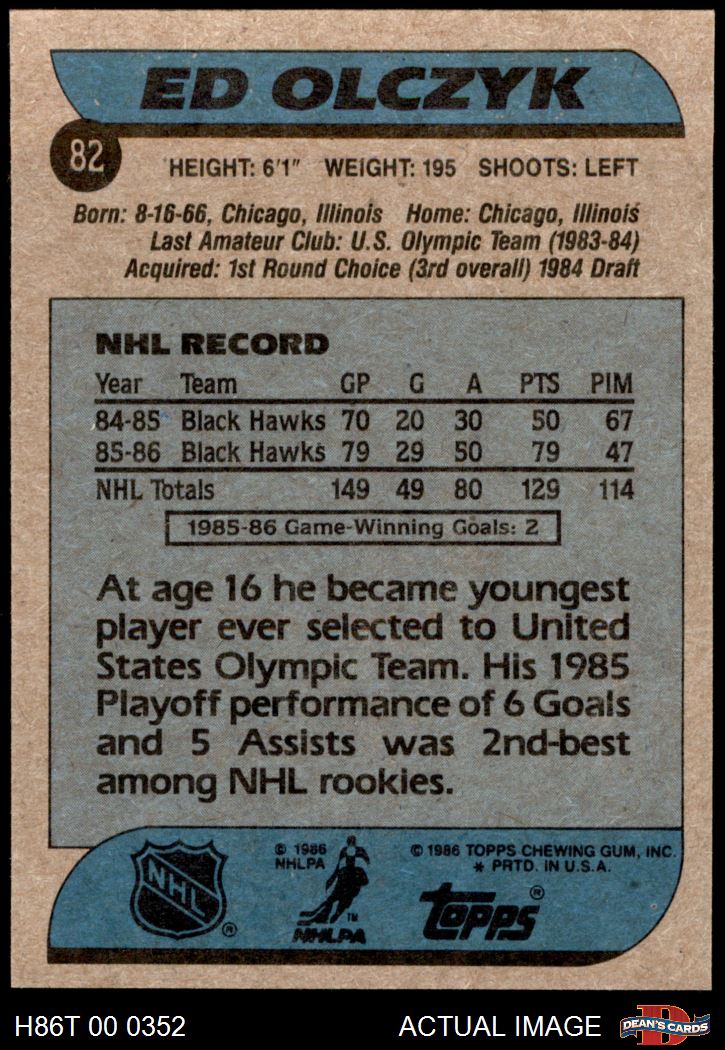 ED OLCZYK
82
HEIGHT: 6'1" WEIGHT: 195 SHOOTS: LEFT
Born: 8-16-66, Chicago, Illinois Home: Chicago, Illinois
Last Amateur Club: U.S. Olympic Team (1983-84)
Acquired: 1st Round Choice (3rd overall) 1984 Draft
NHL RECORD
Year Team GP G A PTS PIM
84-85 Black Hawks 70 20 30 50 67
85-86 Black Hawks 79 29 50 79 47
NHL Totals 149 49 80 129 114
1985-86 Game-Winning Goals: 2
At age 16 he became youngest
player ever selected to United
States Olympic Team. His 1985
Playoff performance of 6 Goals
and 5 Assists was 2nd-best
among NHL rookies.
NHL ®
© 1986
NHLPA
TM
NHLPA
© 1986 TOPPS CHEWING GUM, INC.
* PRTD. IN U.S.A.
topps ®
H86T 00 0352 ACTUAL IMAGE
D
DEAN'S CARDS